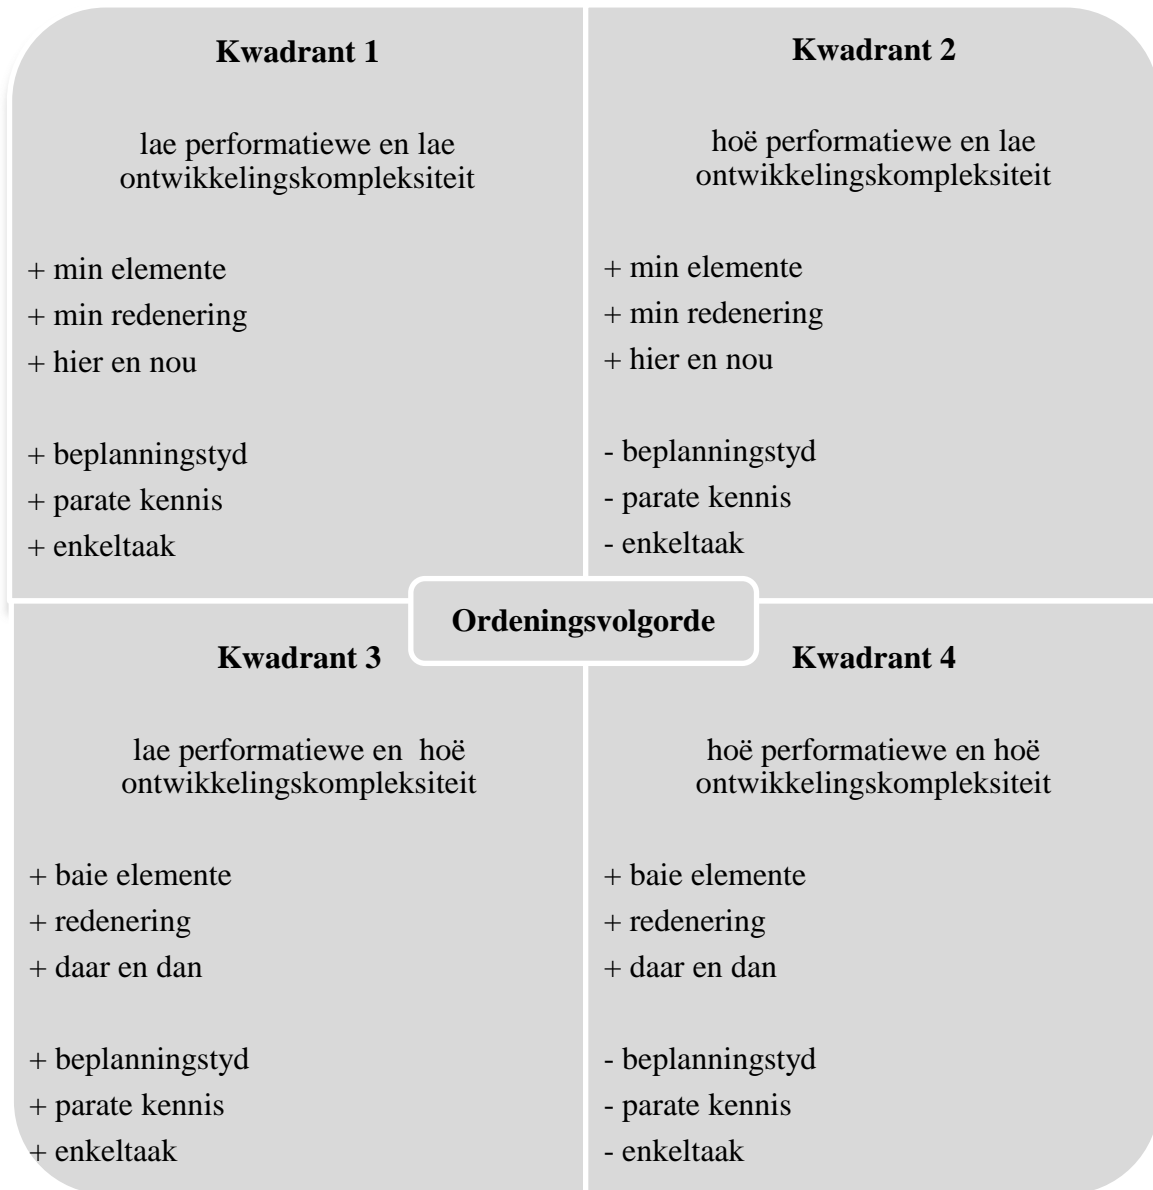 Kwadrant 1
lae performatiewe en lae
ontwikkelingskompleksiteit
+ min elemente
+ min redenering
+ hier en nou
+ beplanningstyd
+ parate kennis
+ enkeltaak
Kwadrant 2
hoë performatiewe en lae
ontwikkelingskompleksiteit
+ min elemente
+ min redenering
+ hier en nou
- beplanningstyd
- parate kennis
- enkeltaak
Ordeningsvolgorde
Kwadrant 3
lae performatiewe en hoë
ontwikkelingskompleksiteit
+ baie elemente
+ redenering
+ daar en dan
+ beplanningstyd
+ parate kennis
+ enkeltaak
Kwadrant 4
hoë performatiewe en hoë
ontwikkelingskompleksiteit
+ baie elemente
+ redenering
+ daar en dan
- beplanningstyd
- parate kennis
- enkeltaak